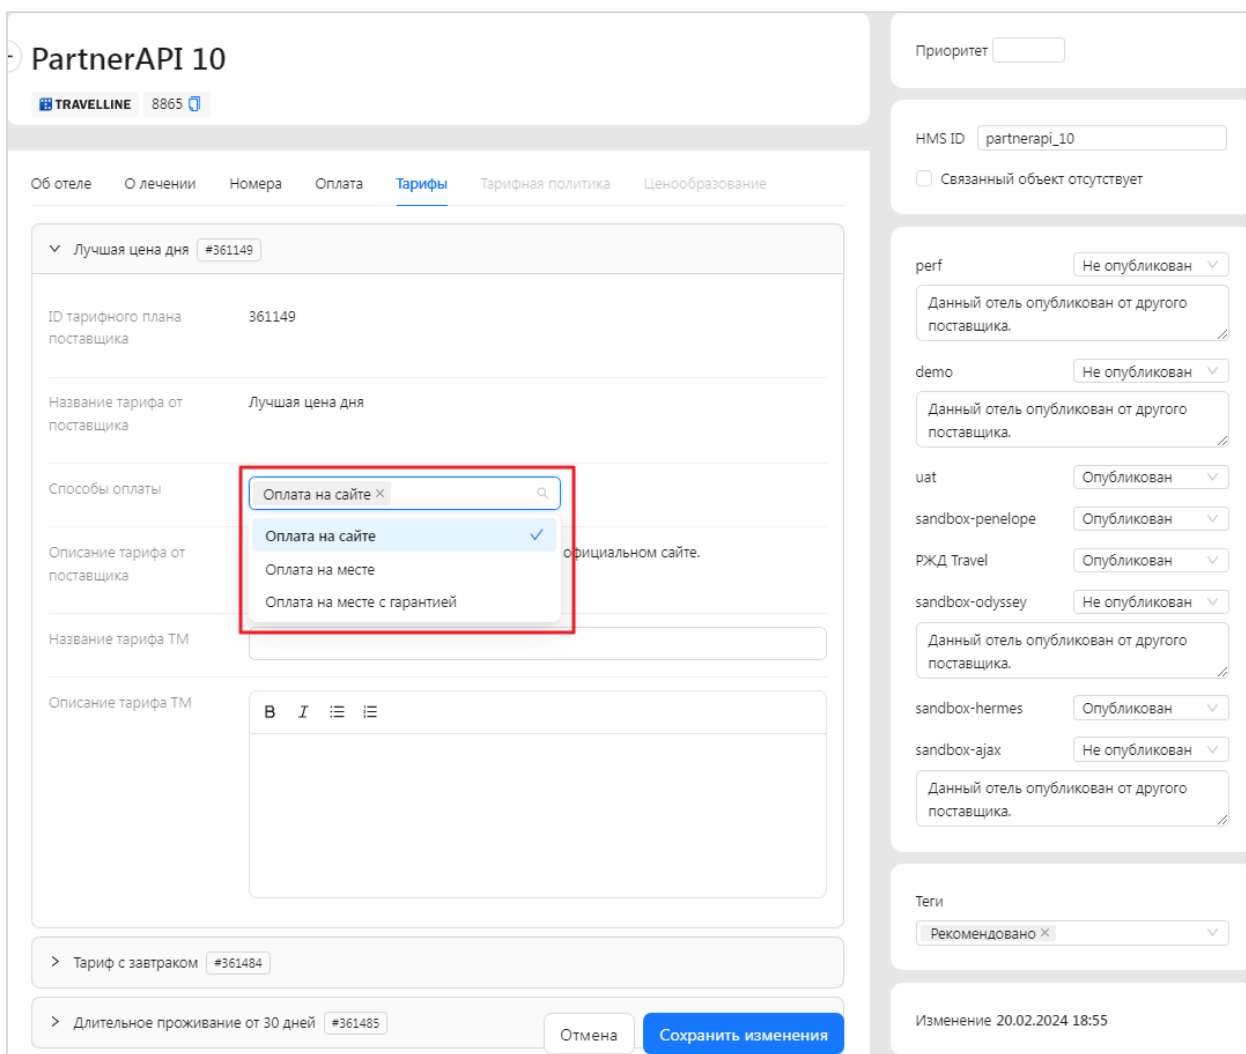 PartnerAPI 10
TRAVELLINE 8865
Об отеле О лечении Номера Оплата Тарифы Тарифная политика Ценообразование
Лучшая цена дня #361149
ID тарифного плана
поставщика
361149
Название тарифа от
поставщика
Лучшая цена дня
Способы оплаты
Оплата на сайте
Оплата на сайте
Оплата на месте
Оплата на месте с гарантией
Описание тарифа от
поставщика
официальном сайте.
Название тарифа ТМ
Описание тарифа ТМ
B I
Тариф с завтраком #361484
Длительное проживание от 30 дней #361485
Отмена Сохранить изменения
Приоритет
HMS ID partnerapi_10
Связанный объект отсутствует
perf Не опубликован
Данный отель опубликован от другого
поставщика.
demo Не опубликован
Данный отель опубликован от другого
поставщика.
uat Опубликован
sandbox-penelope Опубликован
РЖД Travel Опубликован
sandbox-odyssey Не опубликован
Данный отель опубликован от другого
поставщика.
sandbox-hermes Опубликован
sandbox-ajax Не опубликован
Данный отель опубликован от другого
поставщика.
Теги
Рекомендовано
Изменение 20.02.2024 18:55